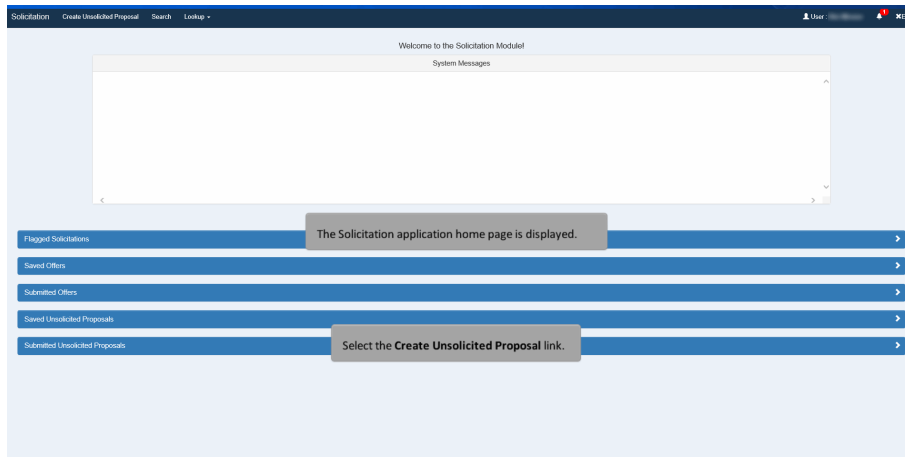 Solicitation Create Unsolicited Proposal Search Lookup User : 1
Welcome to the Solicitation Module!
System Messages
The Solicitation application home page is displayed.
Flagged Solicitations
Saved Offers
Submitted Offers
Saved Unsolicited Proposals
Select the Create Unsolicited Proposal link.
Submitted Unsolicited Proposals